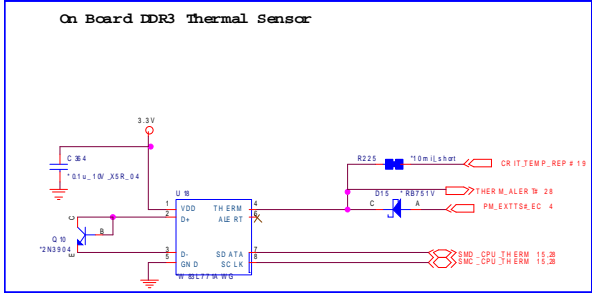 On Board DDR3 Thermal Sensor
3.3V
C364
*0.1u_10V_X5R_04
R225 *10mil_short
CRIT_TEMP_REP# 19
THERM_ALERT# 28
D15 *RB751V
C A
PM_EXTTS#_EC 4
U18
1 VDD THERM 4
2 D+ ALERT 6
3 D- SDATA 7
5 GND SCLK 8
W83L771AWG
C
B
E
Q10
*2N3904
SMD_CPU_THERM 15,28
SMC_CPU_THERM 15,28